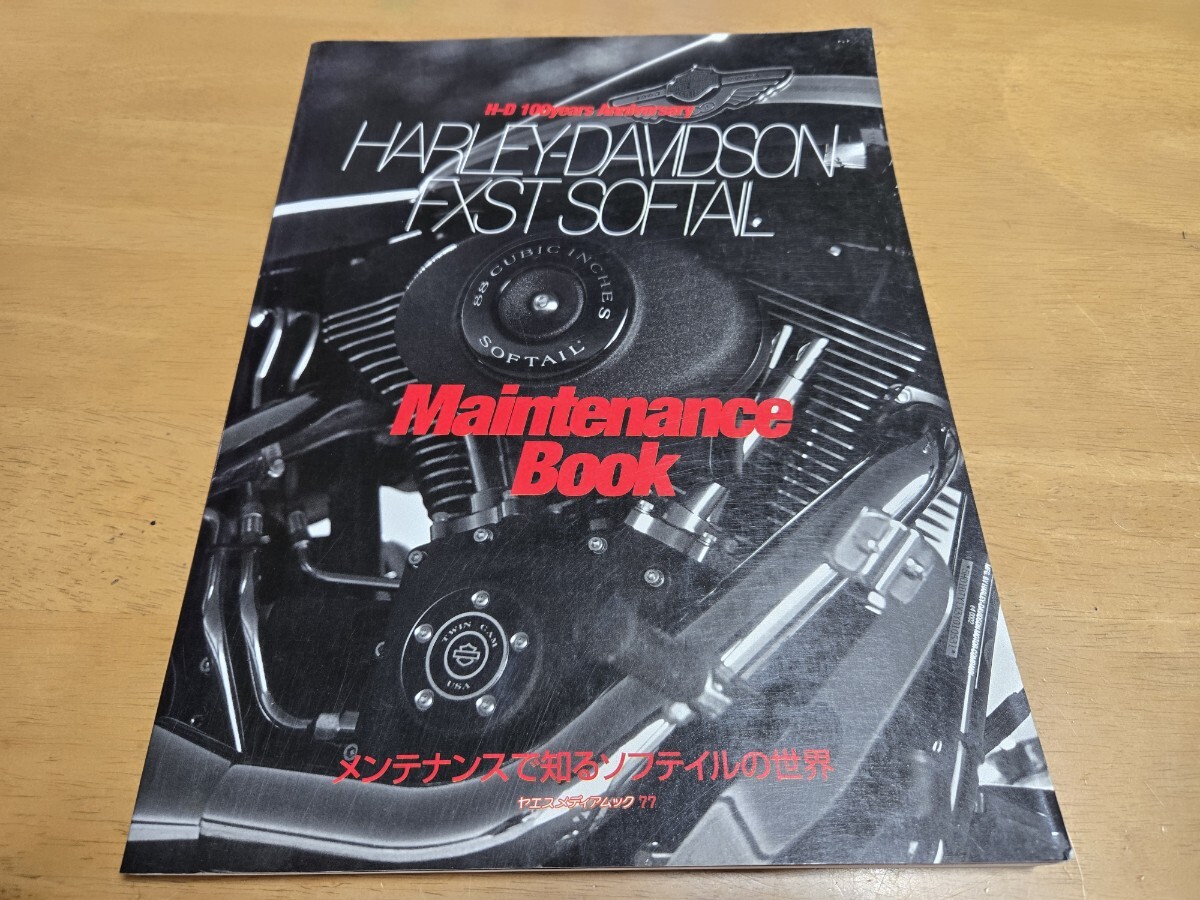 H-D 100years Anniversary
HARLEY-DAVIDSON
FXST SOFTAIL
88 CUBIC INCHES
SOFTAIL
Maintenance
Book
TWIN CAM
USA
メンテナンスで知るソフテイルの世界
ヤエスメディアムック 77